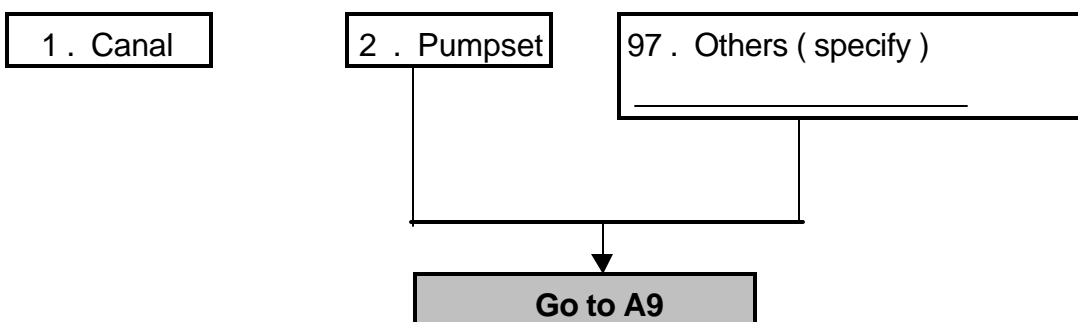 1 . Canal
2 . Pumpset
97 . Others ( specify )
Go to A9